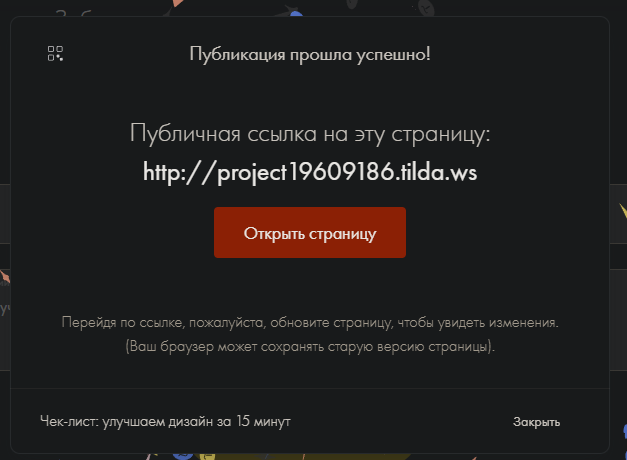 Публикация прошла успешно!
Публичная ссылка на эту страницу:
http://project19609186.tilda.ws
Открыть страницу
Перейдя по ссылке, пожалуйста, обновите страницу, чтобы увидеть изменения.
(Ваш браузер может сохранять старую версию страницы).
Чек-лист: улучшаем дизайн за 15 минут
Закрыть